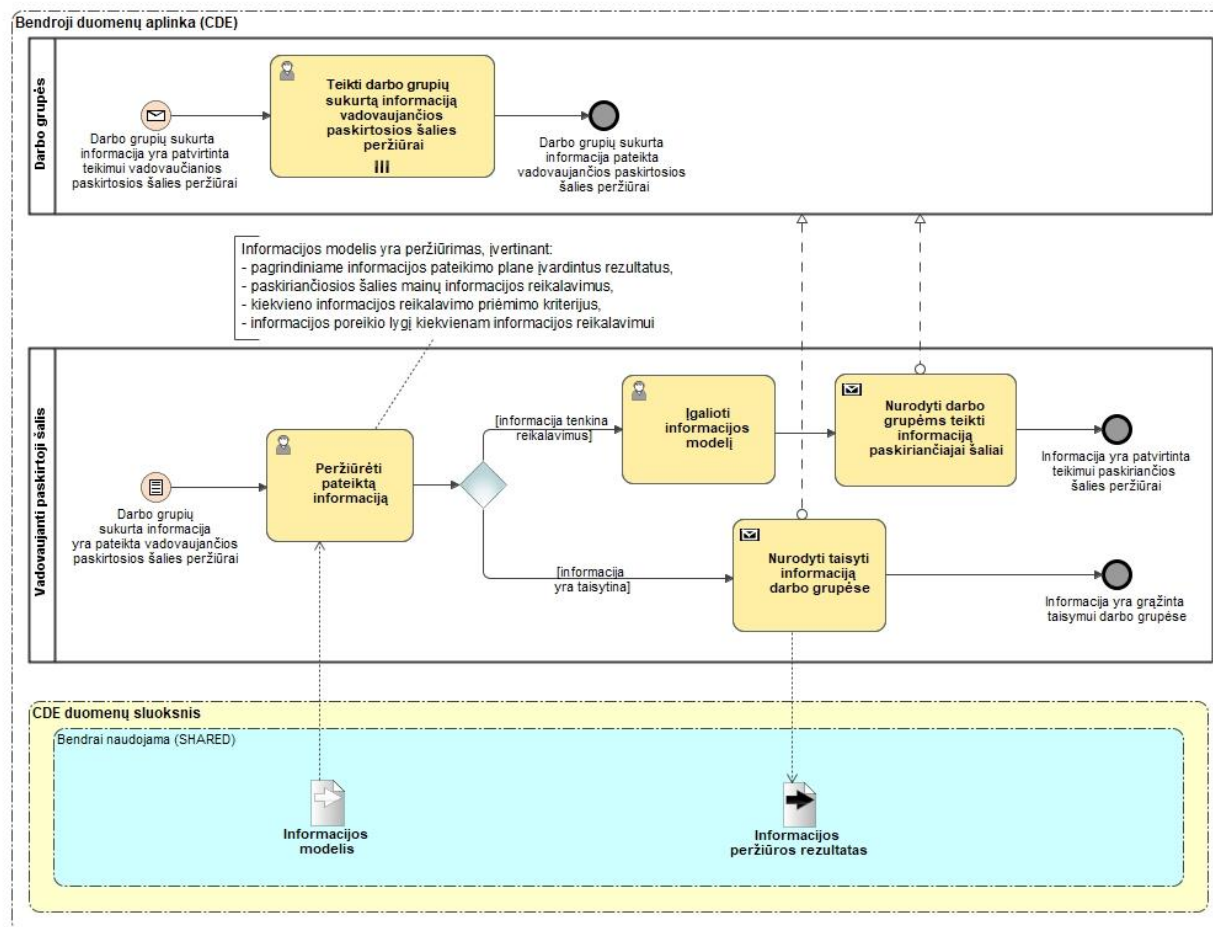 Bendroji duomenų aplinka (CDE)
Darbo grupės
Darbo grupių sukurta
informacija yra patvirtinta
teikimui vadovaučianios
paskirtosios šalies peržiūrai
Teikti darbo grupių
sukurtą informaciją
vadovaujančios
paskirtosios šalies
peržiūrai
Darbo grupių sukurta
informacija pateikta
vadovaujančios paskirtosios
šalies peržiūrai
Informacijos modelis yra peržiūrimas, įvertinant:
- pagrindiniame informacijos pateikimo plane įvardintus rezultatus,
- paskiriančiosios šalies mainų informacijos reikalavimus,
- kiekvieno informacijos reikalavimo priėmimo kriterijus,
- informacijos poreikio lygį kiekvienam informacijos reikalavimui
Vadovaujanti paskirtoji šalis
Darbo grupių
sukurta informacija
yra pateikta vadovaujančios
paskirtosios šalies peržiūrai
Peržiūrėti
pateiktą
informaciją
[informacija tenkina
reikalavimus]
Įgalioti
informacijos
modelį
Nurodyti darbo
grupėms teikti
informaciją
paskiriančiajai šaliai
Informacija yra patvirtinta
teikimui paskiriančios
šalies peržiūrai
[informacija
yra taisytina]
Nurodyti taisyti
informaciją
darbo grupėse
Informacija yra grąžinta
taisymui darbo grupėse
CDE duomenų sluoksnis
Bendrai naudojama (SHARED)
Informacijos
modelis
Informacijos
peržiūros rezultatas